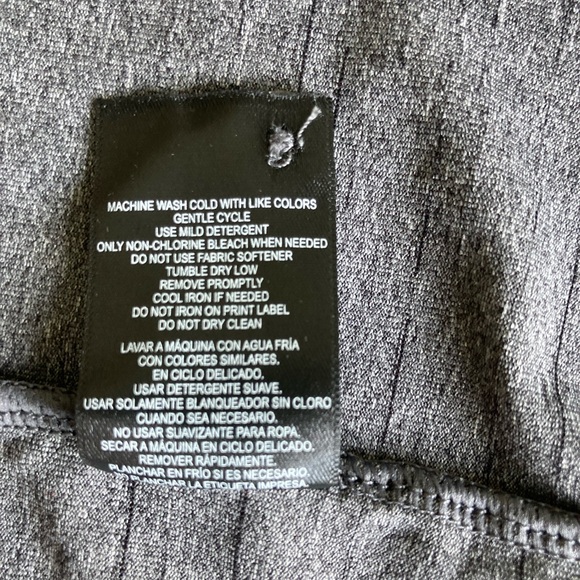 MACHINE WASH COLD WITH LIKE COLORS
GENTLE CYCLE
USE MILD DETERGENT
ONLY NON-CHLORINE BLEACH WHEN NEEDED
DO NOT USE FABRIC SOFTENER
TUMBLE DRY LOW
REMOVE PROMPTLY
COOL IRON IF NEEDED
DO NOT IRON ON PRINT LABEL
DO NOT DRY CLEAN
LAVAR A MÁQUINA CON AGUA FRÍA
CON COLORES SIMILARES.
EN CICLO DELICADO.
USAR DETERGENTE SUAVE.
USAR SOLAMENTE BLANQUEADOR SIN CLORO
CUANDO SEA NECESARIO.
NO USAR SUAVIZANTE PARA ROPA.
SECAR A MÁQUINA EN CICLO DELICADO.
REMOVER RÁPIDAMENTE.
PLANCHAR EN FRÍO SI ES NECESARIO.
PLANCHAR LA ETIQUETA IMPRESA.